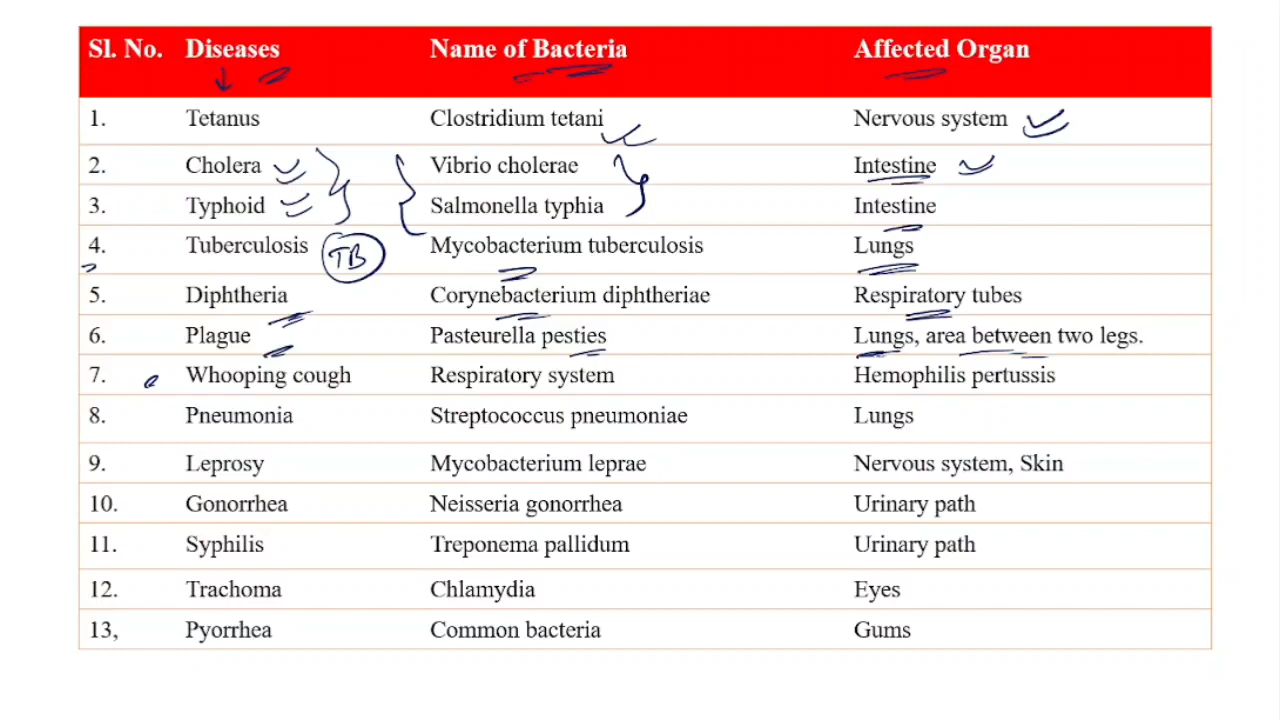 Sl. No. Diseases Name of Bacteria Affected Organ
1. Tetanus Clostridium tetani Nervous system
2. Cholera Vibrio cholerae Intestine
3. Typhoid Salmonella typhia Intestine
4. Tuberculosis TB Mycobacterium tuberculosis Lungs
5. Diphtheria Corynebacterium diphtheriae Respiratory tubes
6. Plague Pasteurella pesties Lungs, area between two legs.
7. Whooping cough Respiratory system Hemophilis pertussis
8. Pneumonia Streptococcus pneumoniae Lungs
9. Leprosy Mycobacterium leprae Nervous system, Skin
10. Gonorrhea Neisseria gonorrhea Urinary path
11. Syphilis Treponema pallidum Urinary path
12. Trachoma Chlamydia Eyes
13, Pyorrhea Common bacteria Gums